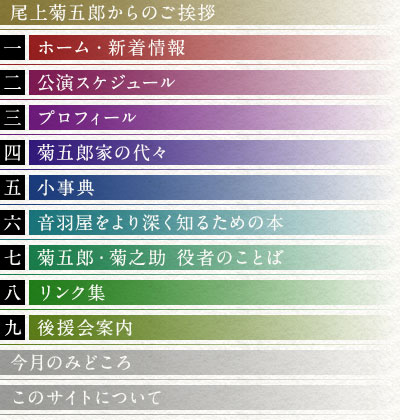 尾上菊五郎からのご挨拶
一 ホーム・新着情報
二 公演スケジュール
三 プロフィール
四 菊五郎家の代々
五 小事典
六 音羽屋をより深く知るための本
七 菊五郎・菊之助 役者のことば
八 リンク集
九 後援会案内
今月のみどころ
このサイトについて